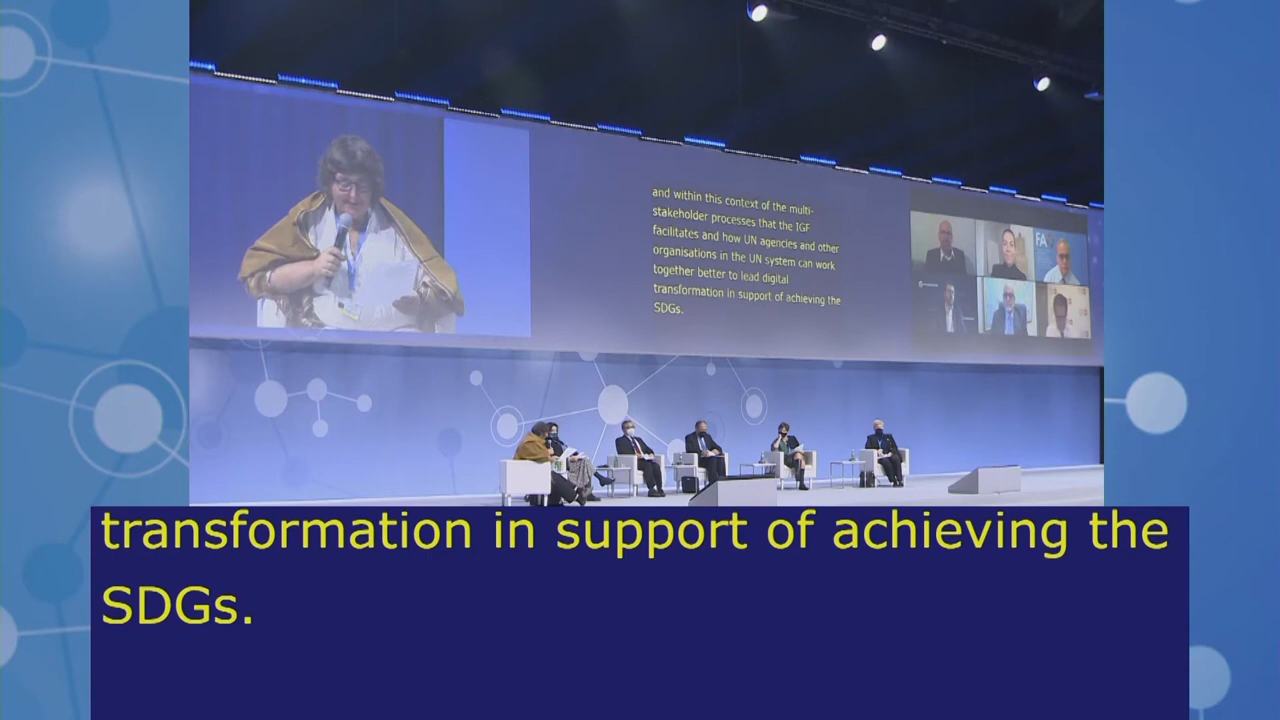 and within this context of the multi-
stakeholder processes that the IGF
facilitates and how UN agencies and other
organisations in the UN system can work
together better to lead digital
transformation in support of achieving the
SDGs.
FA
transformation in support of achieving the
SDGs.